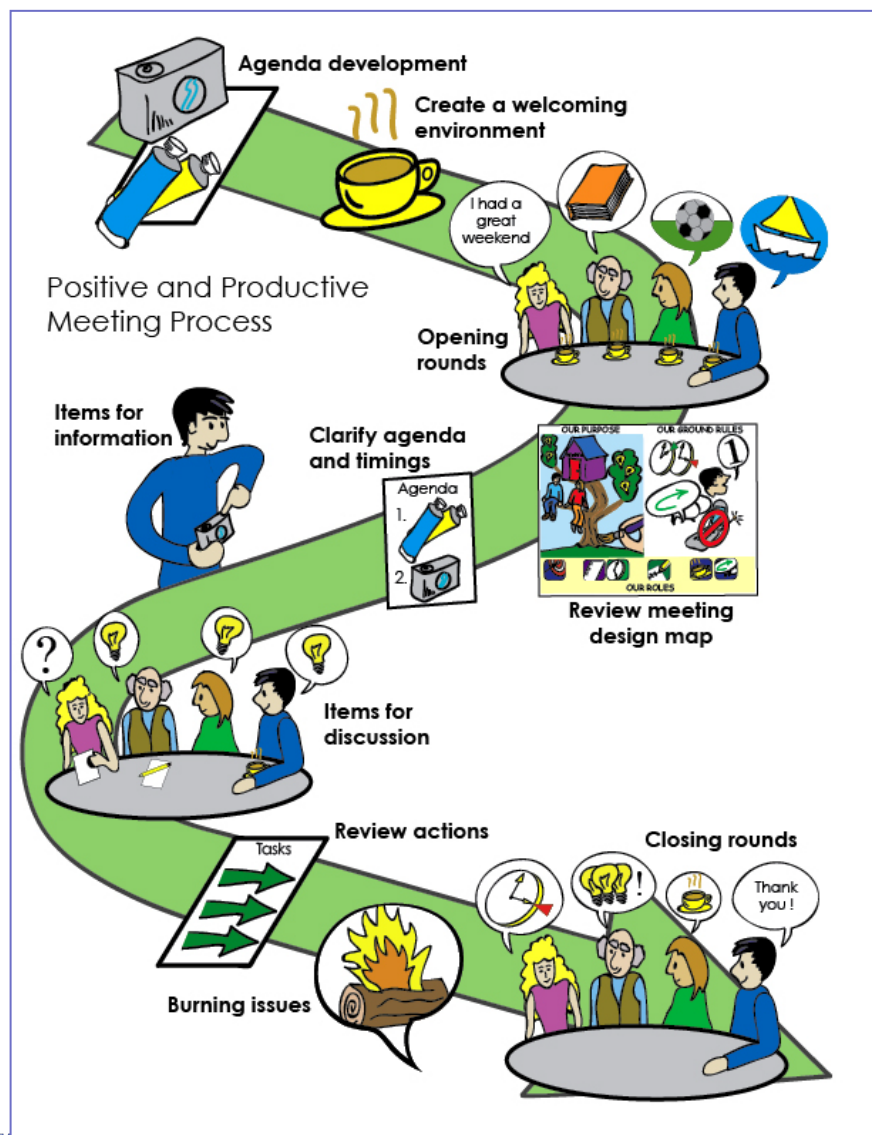 Agenda development
Create a welcoming
environment
I had a
great
weekend
Positive and Productive
Meeting Process
Opening
rounds
Items for
information
Clarify agenda
and timings
Agenda
1.
2.
OUR PURPOSE
OUR GROUND RULES
1
OUR ROLES
Review meeting
design map
?
Items for
discussion
Review actions
Tasks
Closing rounds
!
Thank
you !
Burning issues